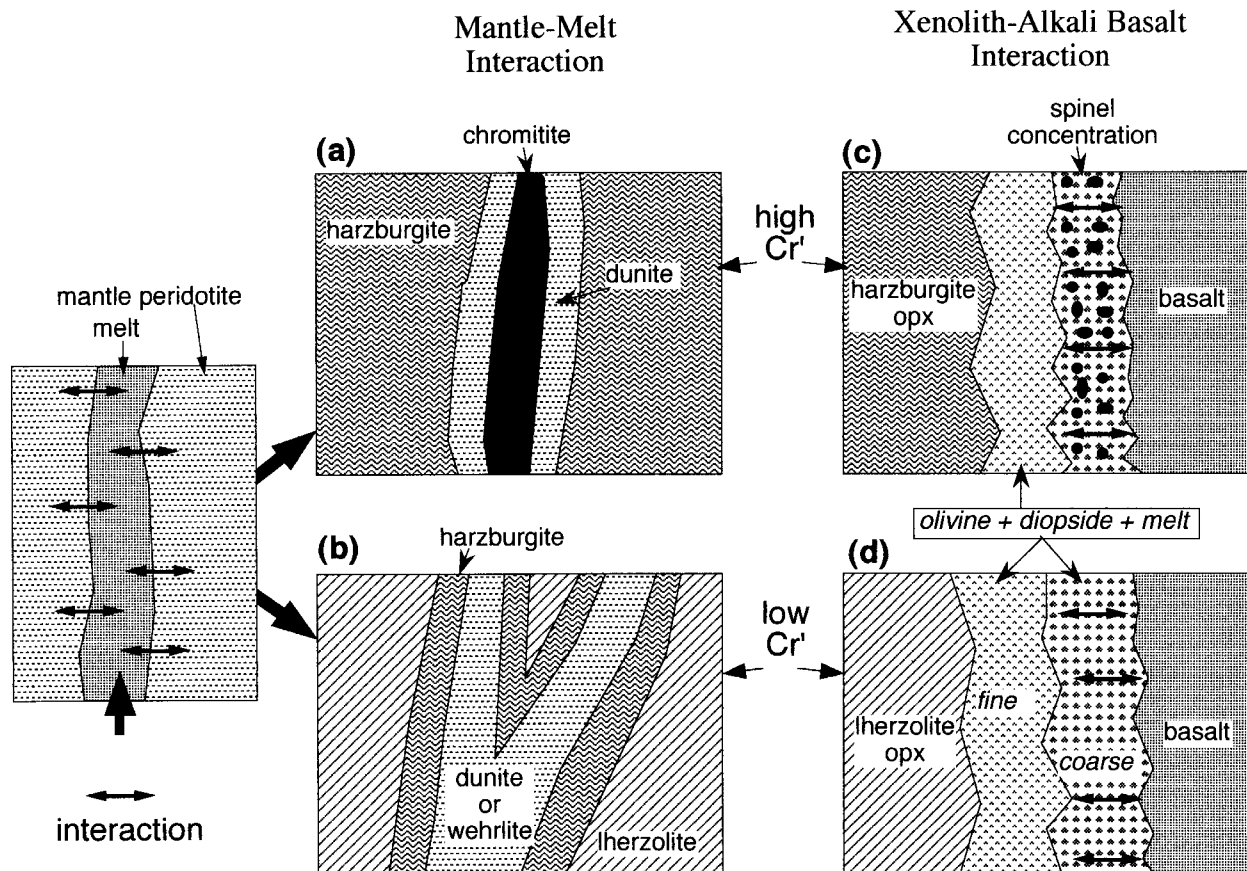 Mantle-Melt
Interaction
Xenolith-Alkali Basalt
Interaction
mantle peridotite
melt
interaction
(a)
chromitite
harzburgite
dunite
high
Cr'
(c)
spinel
concentration
harzburgite
opx
basalt
olivine + diopside + melt
(b)
harzburgite
dunite
or
wehrlite
lherzolite
low
Cr'
(d)
lherzolite
opx
fine
coarse
basalt